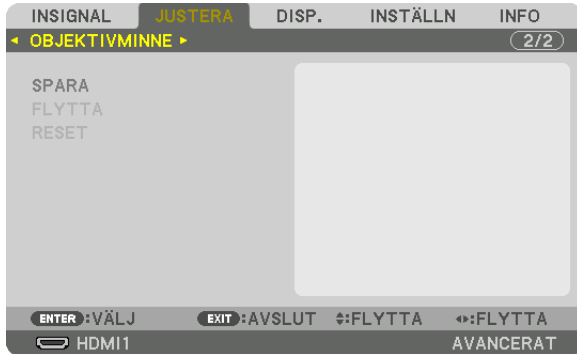 INSIGNAL JUSTERA DISP. INSTÄLLN INFO
◂ OBJEKTIVMINNE ▸ 2/2
SPARA
FLYTTA
RESET
ENTER:VÄLJ EXIT:AVSLUT ♦:FLYTTA ◂▸:FLYTTA
HDMI1 AVANCERAT